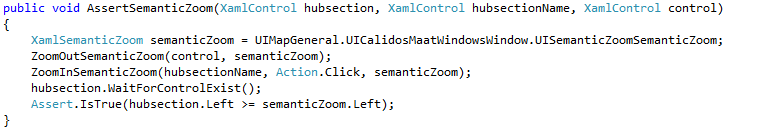 public void AssertSemanticZoom(XamlControl hubsection, XamlControl hubsectionName, XamlControl control)
{
    XamlSemanticZoom semanticZoom = UIMapGeneral.UICalidosMaatWindowsWindow.UISemanticZoomSemanticZoom;
    ZoomOutSemanticZoom(control, semanticZoom);
    ZoomInSemanticZoom(hubsectionName, Action.Click, semanticZoom);
    hubsection.WaitForControlExist();
    Assert.IsTrue(hubsection.Left >= semanticZoom.Left);
}